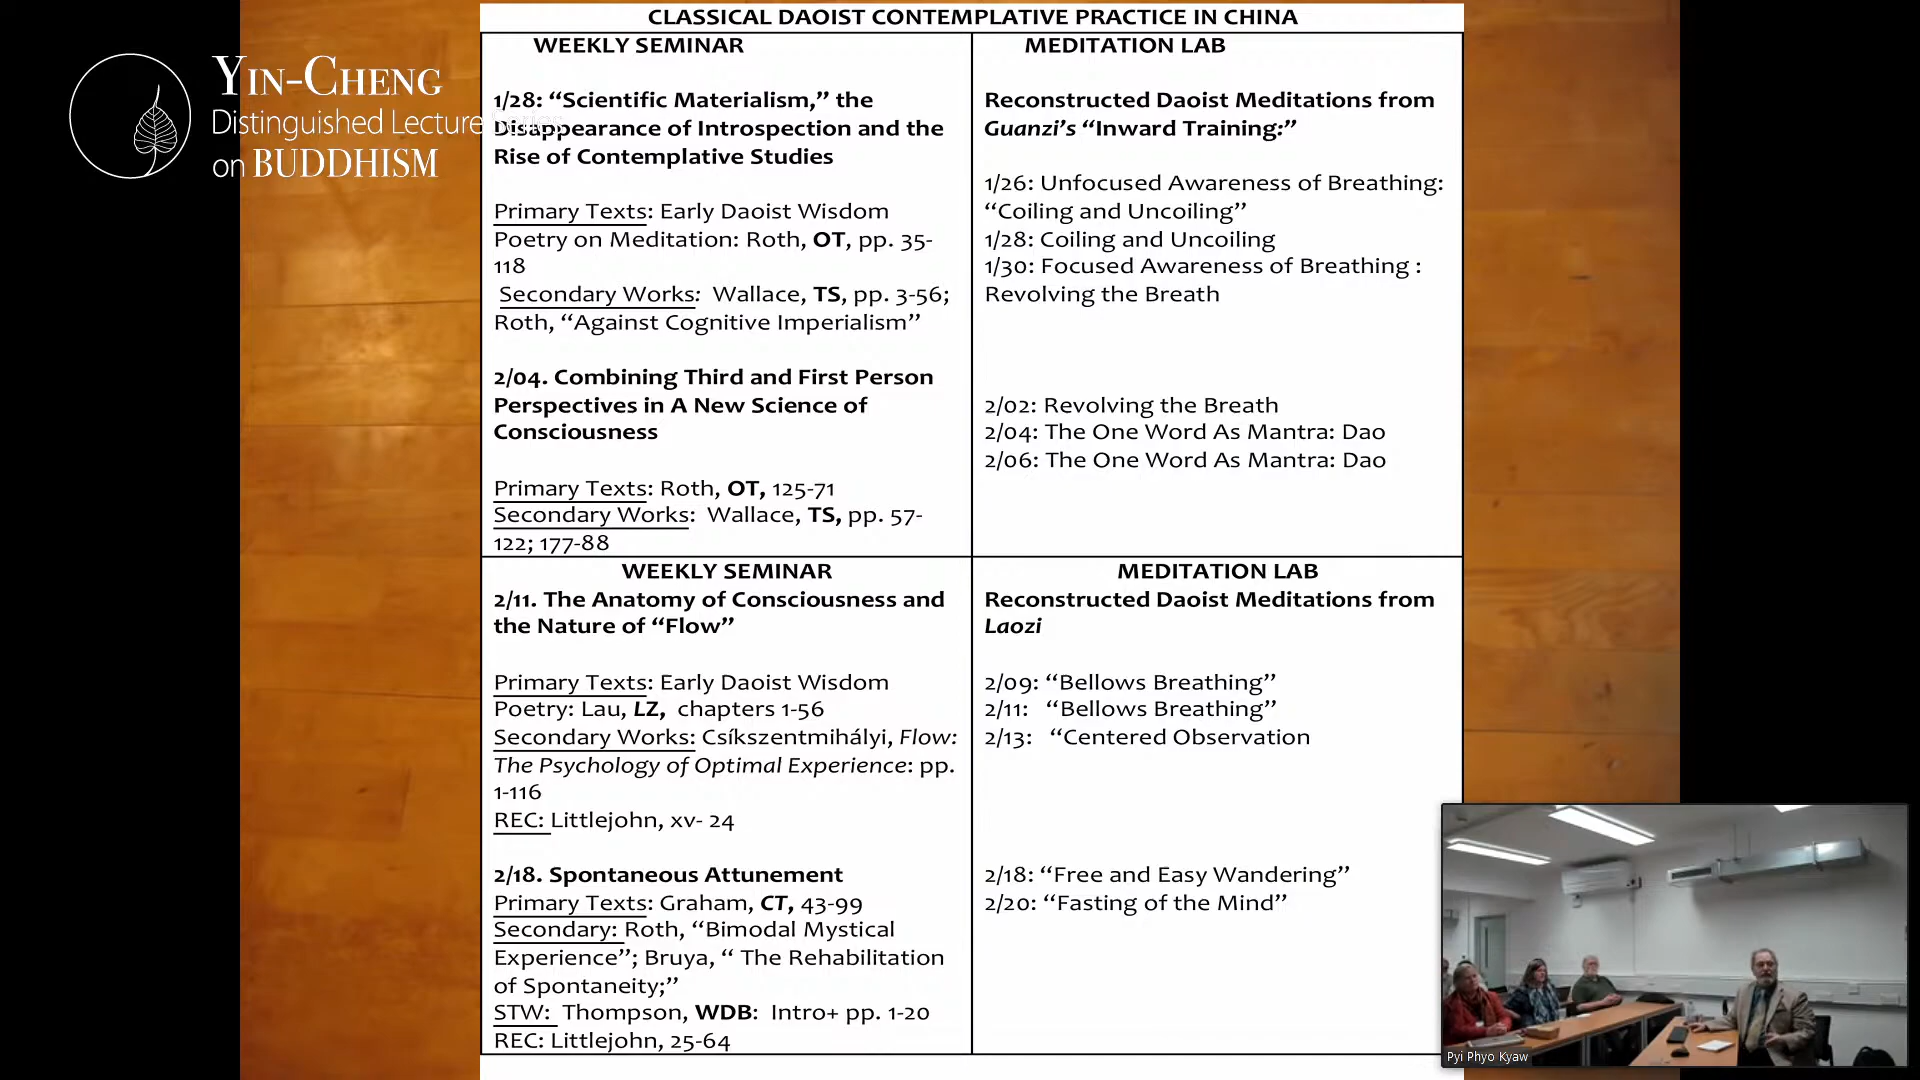 YIN-CHENG
Distinguished Lecture Series
on BUDDHISM
CLASSICAL DAOIST CONTEMPLATIVE PRACTICE IN CHINA
WEEKLY SEMINAR
1/28: “Scientific Materialism,” the
Disappearance of Introspection and the
Rise of Contemplative Studies
Primary Texts: Early Daoist Wisdom
Poetry on Meditation: Roth, OT, pp. 35-
118
Secondary Works: Wallace, TS, pp. 3-56;
Roth, “Against Cognitive Imperialism”
2/04. Combining Third and First Person
Perspectives in A New Science of
Consciousness
Primary Texts: Roth, OT, 125-71
Secondary Works: Wallace, TS, pp. 57-
122; 177-88
MEDITATION LAB
Reconstructed Daoist Meditations from
Guanzi’s “Inward Training:”
1/26: Unfocused Awareness of Breathing:
“Coiling and Uncoiling”
1/28: Coiling and Uncoiling
1/30: Focused Awareness of Breathing :
Revolving the Breath
2/02: Revolving the Breath
2/04: The One Word As Mantra: Dao
2/06: The One Word As Mantra: Dao
WEEKLY SEMINAR
2/11. The Anatomy of Consciousness and
the Nature of “Flow”
Primary Texts: Early Daoist Wisdom
Poetry: Lau, LZ, chapters 1-56
Secondary Works: Csíkszentmihályi, Flow:
The Psychology of Optimal Experience: pp.
1-116
REC: Littlejohn, xv- 24
2/18. Spontaneous Attunement
Primary Texts: Graham, CT, 43-99
Secondary: Roth, “Bimodal Mystical
Experience”; Bruya, “ The Rehabilitation
of Spontaneity;”
STW: Thompson, WDB: Intro+ pp. 1-20
REC: Littlejohn, 25-64
MEDITATION LAB
Reconstructed Daoist Meditations from
Laozi
2/09: “Bellows Breathing”
2/11: “Bellows Breathing”
2/13: “Centered Observation
2/18: “Free and Easy Wandering”
2/20: “Fasting of the Mind”
Pyi Phyo Kyaw